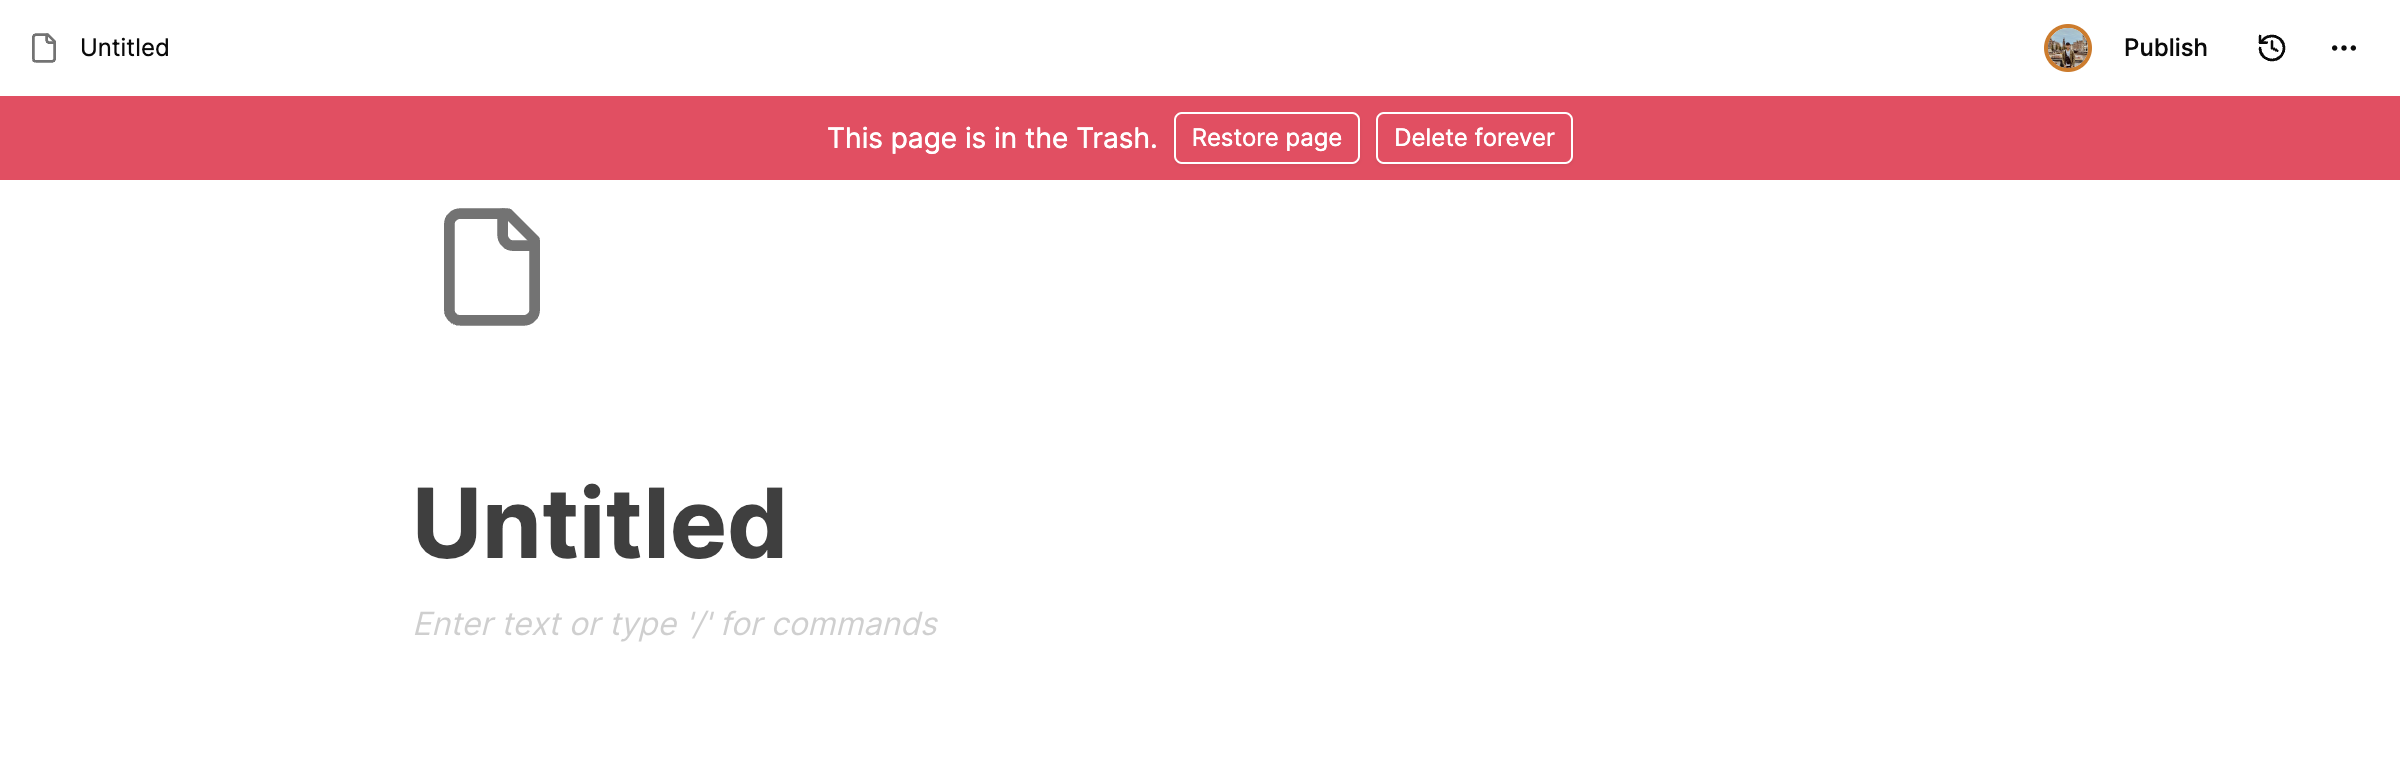 Untitled
Publish
This page is in the Trash. Restore page Delete forever
Untitled
Enter text or type '/' for commands